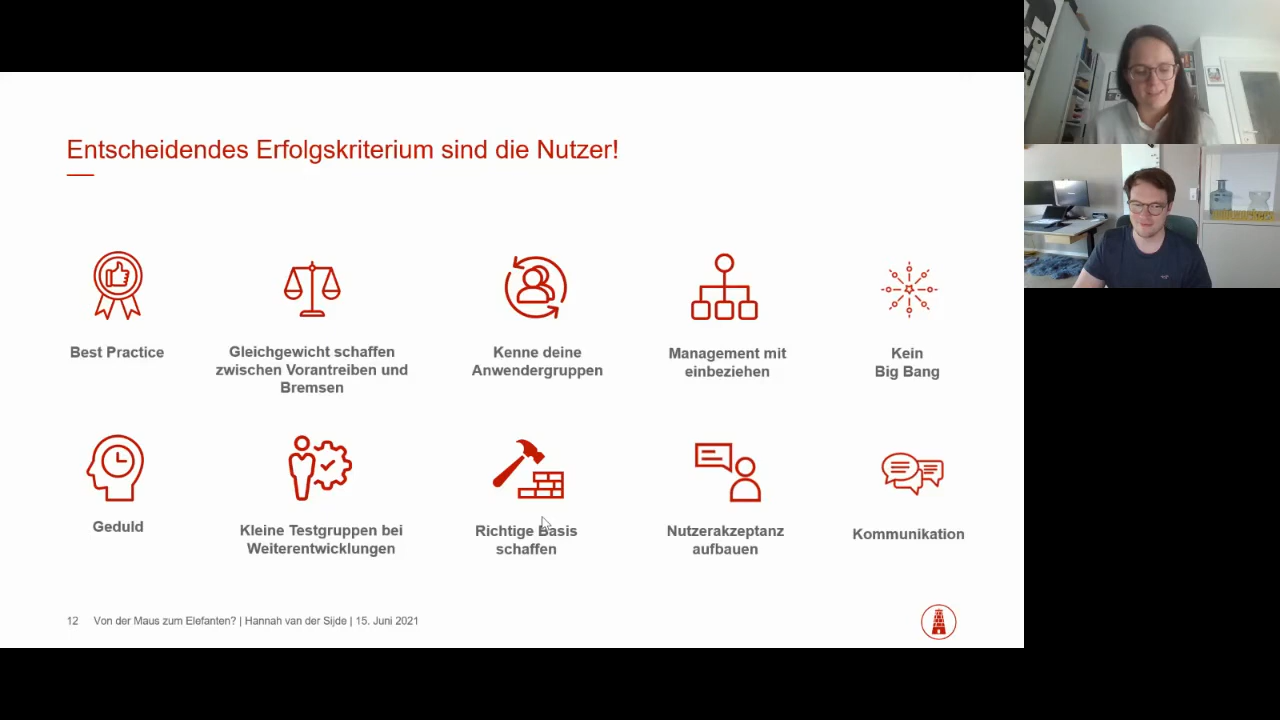 Entscheidendes Erfolgskriterium sind die Nutzer!
Best Practice
Gleichgewicht schaffen
zwischen Vorantreiben und
Bremsen
Kenne deine
Anwendergruppen
Management mit
einbeziehen
Kein
Big Bang
Geduld
Kleine Testgruppen bei
Weiterentwicklungen
Richtige Basis
schaffen
Nutzerakzeptanz
aufbauen
Kommunikation
12 Von der Maus zum Elefanten? | Hannah van der Sijde | 15. Juni 2021